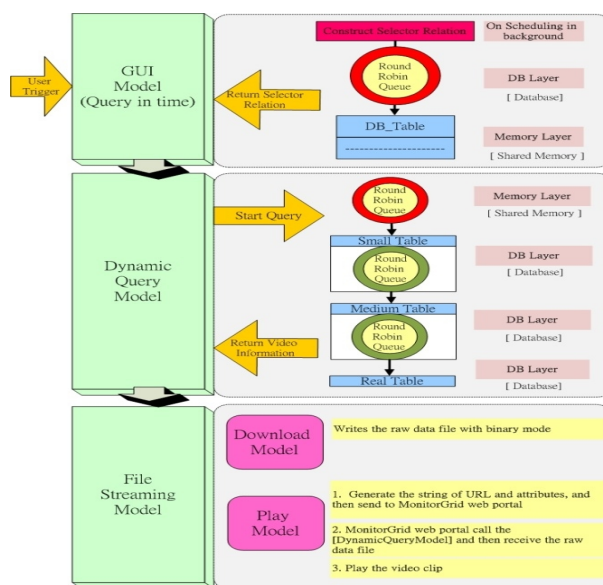 User
Trigger
GUI
Model
(Query in time)
Return Selector
Relation
Construct Selector Relation
Round
Robin
Queue
DB_Table
--------------------
On Scheduling in
background
DB Layer
[ Database]
Memory Layer
[ Shared Memory ]
Dynamic
Query
Model
Start Query
Return Video
Information
Round
Robin
Queue
Small Table
Round
Robin
Queue
Medium Table
Round
Robin
Queue
Real Table
Memory Layer
[ Shared Memory ]
DB Layer
[ Database]
DB Layer
[ Database]
DB Layer
[ Database]
File
Streaming
Model
Download
Model
Writes the raw data file with binary mode
Play
Model
1. Generate the string of URL and attributes, and
then send to MonitorGrid web portal
2. MonitorGrid web portal call the
[DynamicQueryModel] and then receive the raw
data file
3. Play the video clip